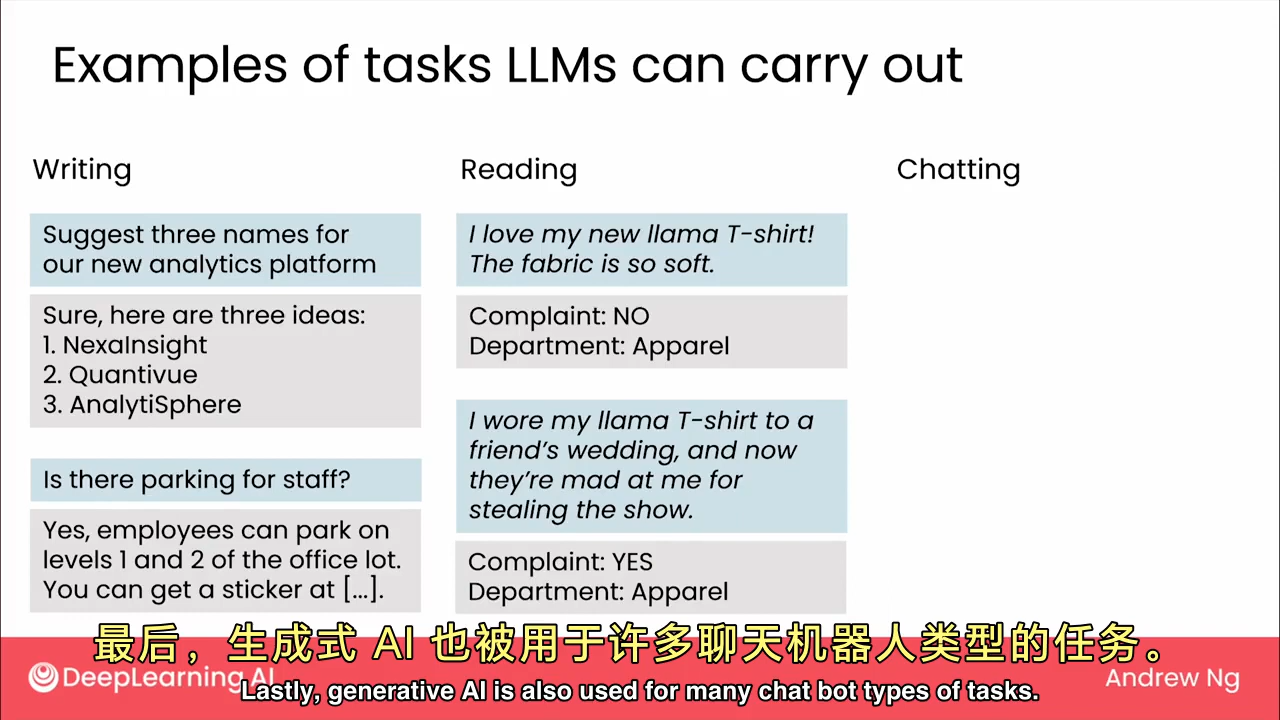 Examples of tasks LLMs can carry out
Writing
Suggest three names for
our new analytics platform
Sure, here are three ideas:
1. NexaInsight
2. Quantivue
3. AnalytiSphere
Is there parking for staff?
Yes, employees can park on
levels 1 and 2 of the office lot.
You can get a sticker at [...].
Reading
I love my new llama T-shirt!
The fabric is so soft.
Complaint: NO
Department: Apparel
I wore my llama T-shirt to a
friend's wedding, and now
they're mad at me for
stealing the show.
Complaint: YES
Department: Apparel
Chatting
最后，生成式 AI 也被用于许多聊天机器人类型的任务。
DeepLearning.AI
Lastly, generative AI is also used for many chat bot types of tasks.
Andrew Ng